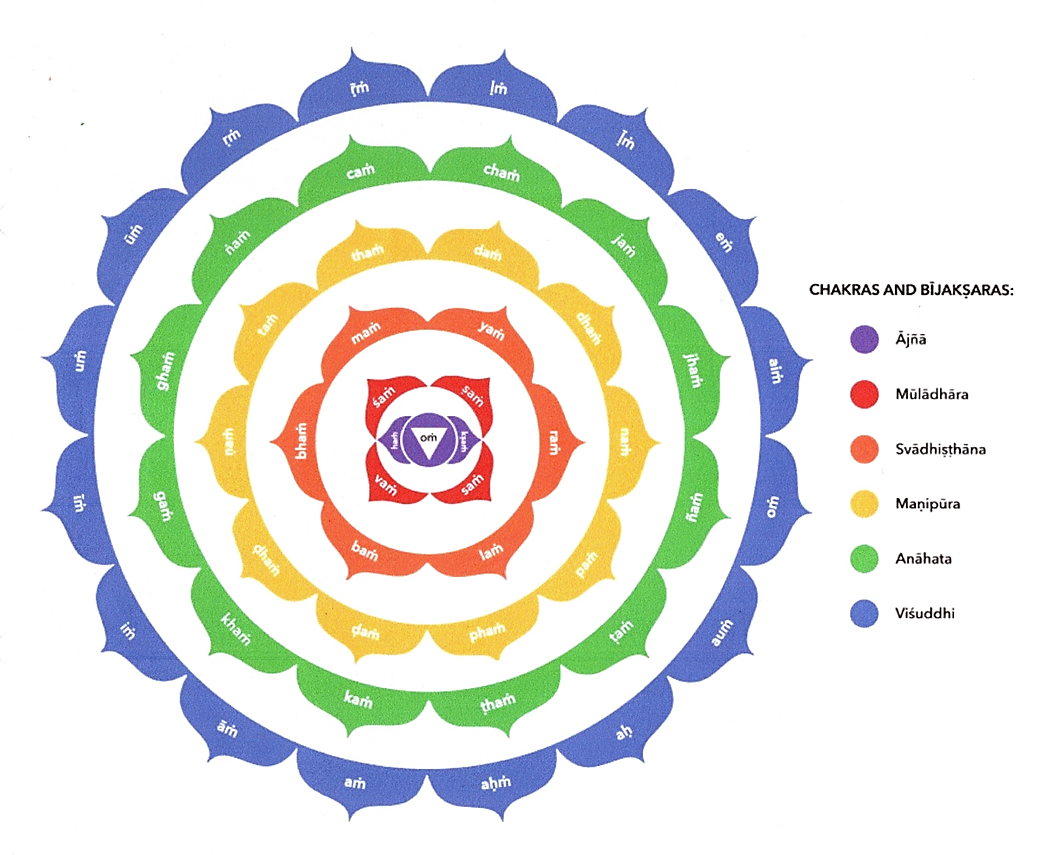 aṁ
āṁ
iṁ
īṁ
uṁ
ūṁ
ṛṁ
ṝṁ
ḷṁ
ḹṁ
eṁ
aiṁ
oṁ
auṁ
aḥ
aḥṁ
kaṁ
khaṁ
gaṁ
ghaṁ
ṅaṁ
caṁ
chaṁ
jaṁ
jhaṁ
ñaṁ
ṭaṁ
ṭhaṁ
ḍaṁ
ḍhaṁ
ṇaṁ
taṁ
thaṁ
daṁ
dhaṁ
naṁ
paṁ
phaṁ
baṁ
bhaṁ
maṁ
yaṁ
raṁ
laṁ
vaṁ
śaṁ
ṣaṁ
saṁ
haṁ
oṁ
kṣaṁ
CHAKRAS AND BĪJAKṢARAS:
Ājñā
Mūlādhāra
Svādhiṣṭhāna
Maṇipūra
Anāhata
Viśuddhi